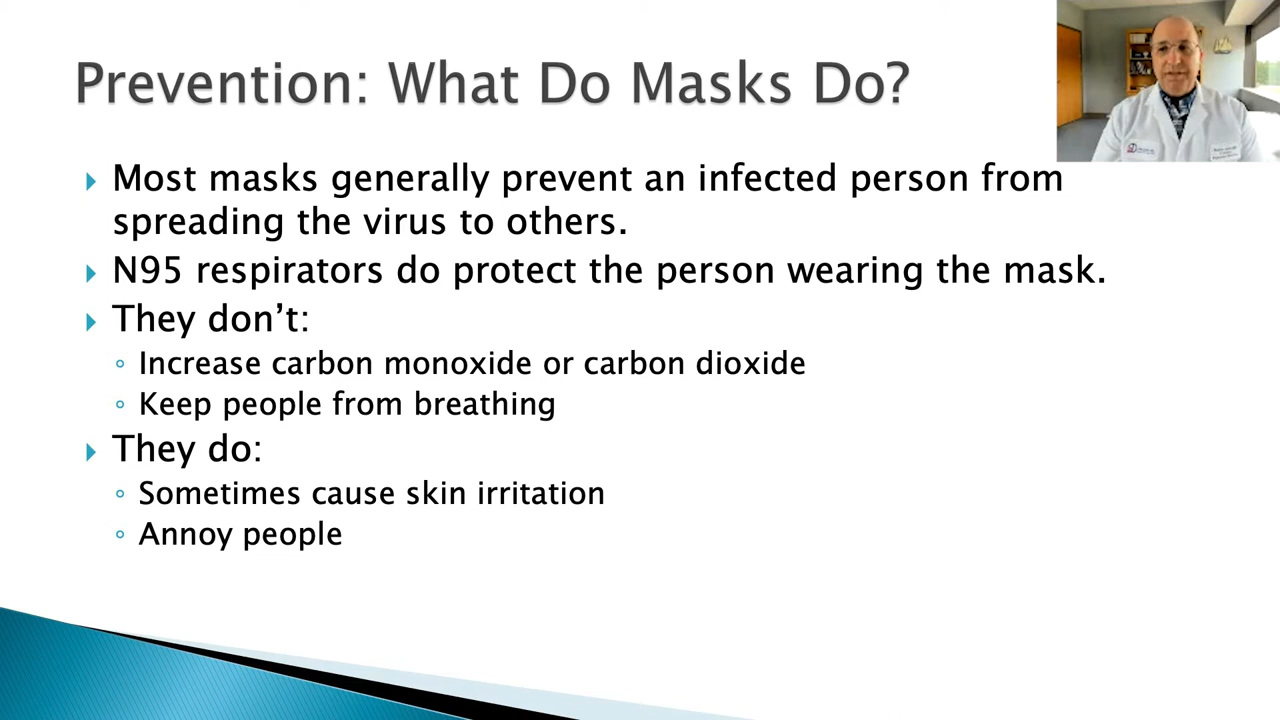 Prevention: What Do Masks Do?
Most masks generally prevent an infected person from
spreading the virus to others.
N95 respirators do protect the person wearing the mask.
They don't:
Increase carbon monoxide or carbon dioxide
Keep people from breathing
They do:
Sometimes cause skin irritation
Annoy people